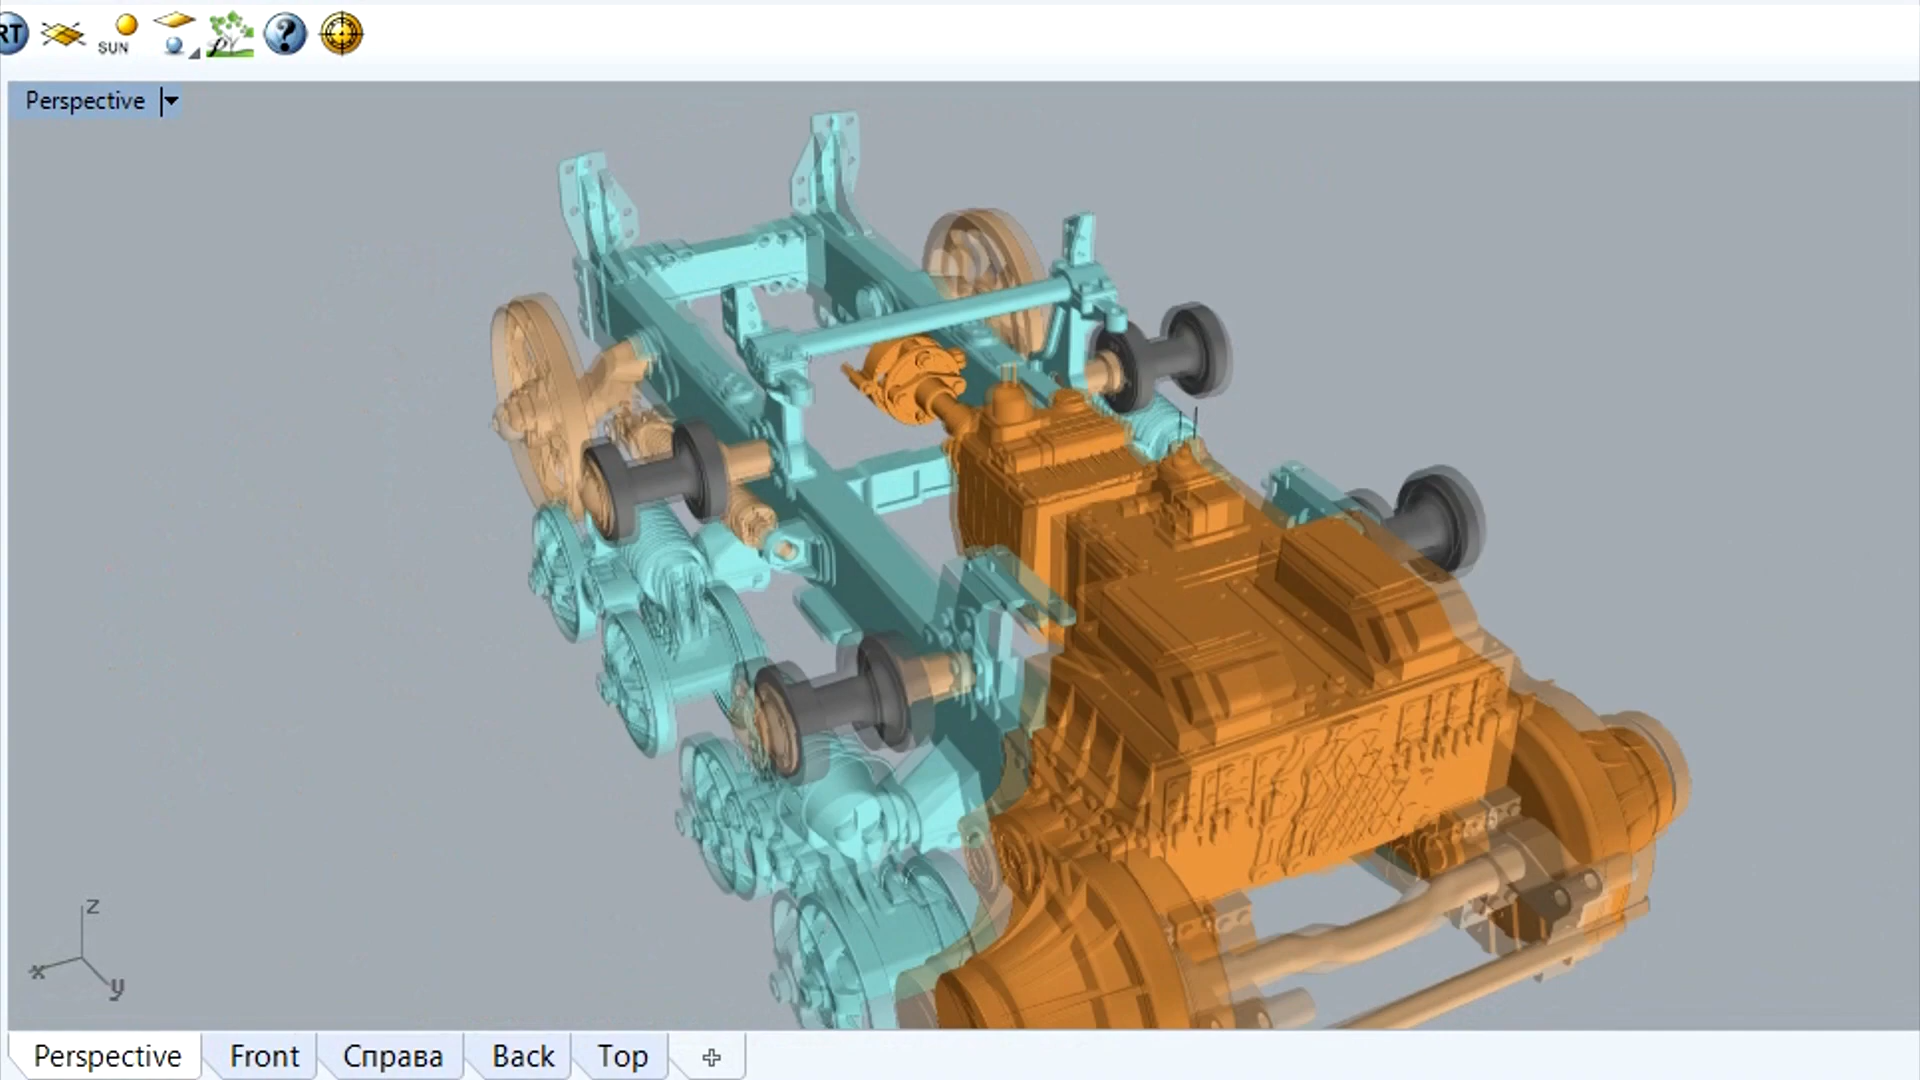 RT
SUN
Perspective
z
x
y
Perspective Front Справа Back Top